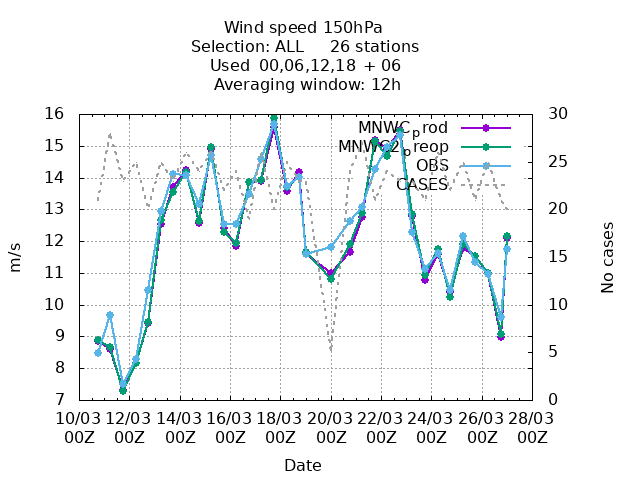 Wind speed 150hPa
Selection: ALL     26 stations
Used  00,06,12,18 + 06
Averaging window: 12h
16
15
14
13
12
11
10
9
8
7
m/s
30
25
20
15
10
5
0
No cases
MNWCprod
MNWC2preop
OBS
CASES
10/03 12/03 14/03 16/03 18/03 20/03 22/03 24/03 26/03 28/03
00Z 00Z 00Z 00Z 00Z 00Z 00Z 00Z 00Z 00Z
Date